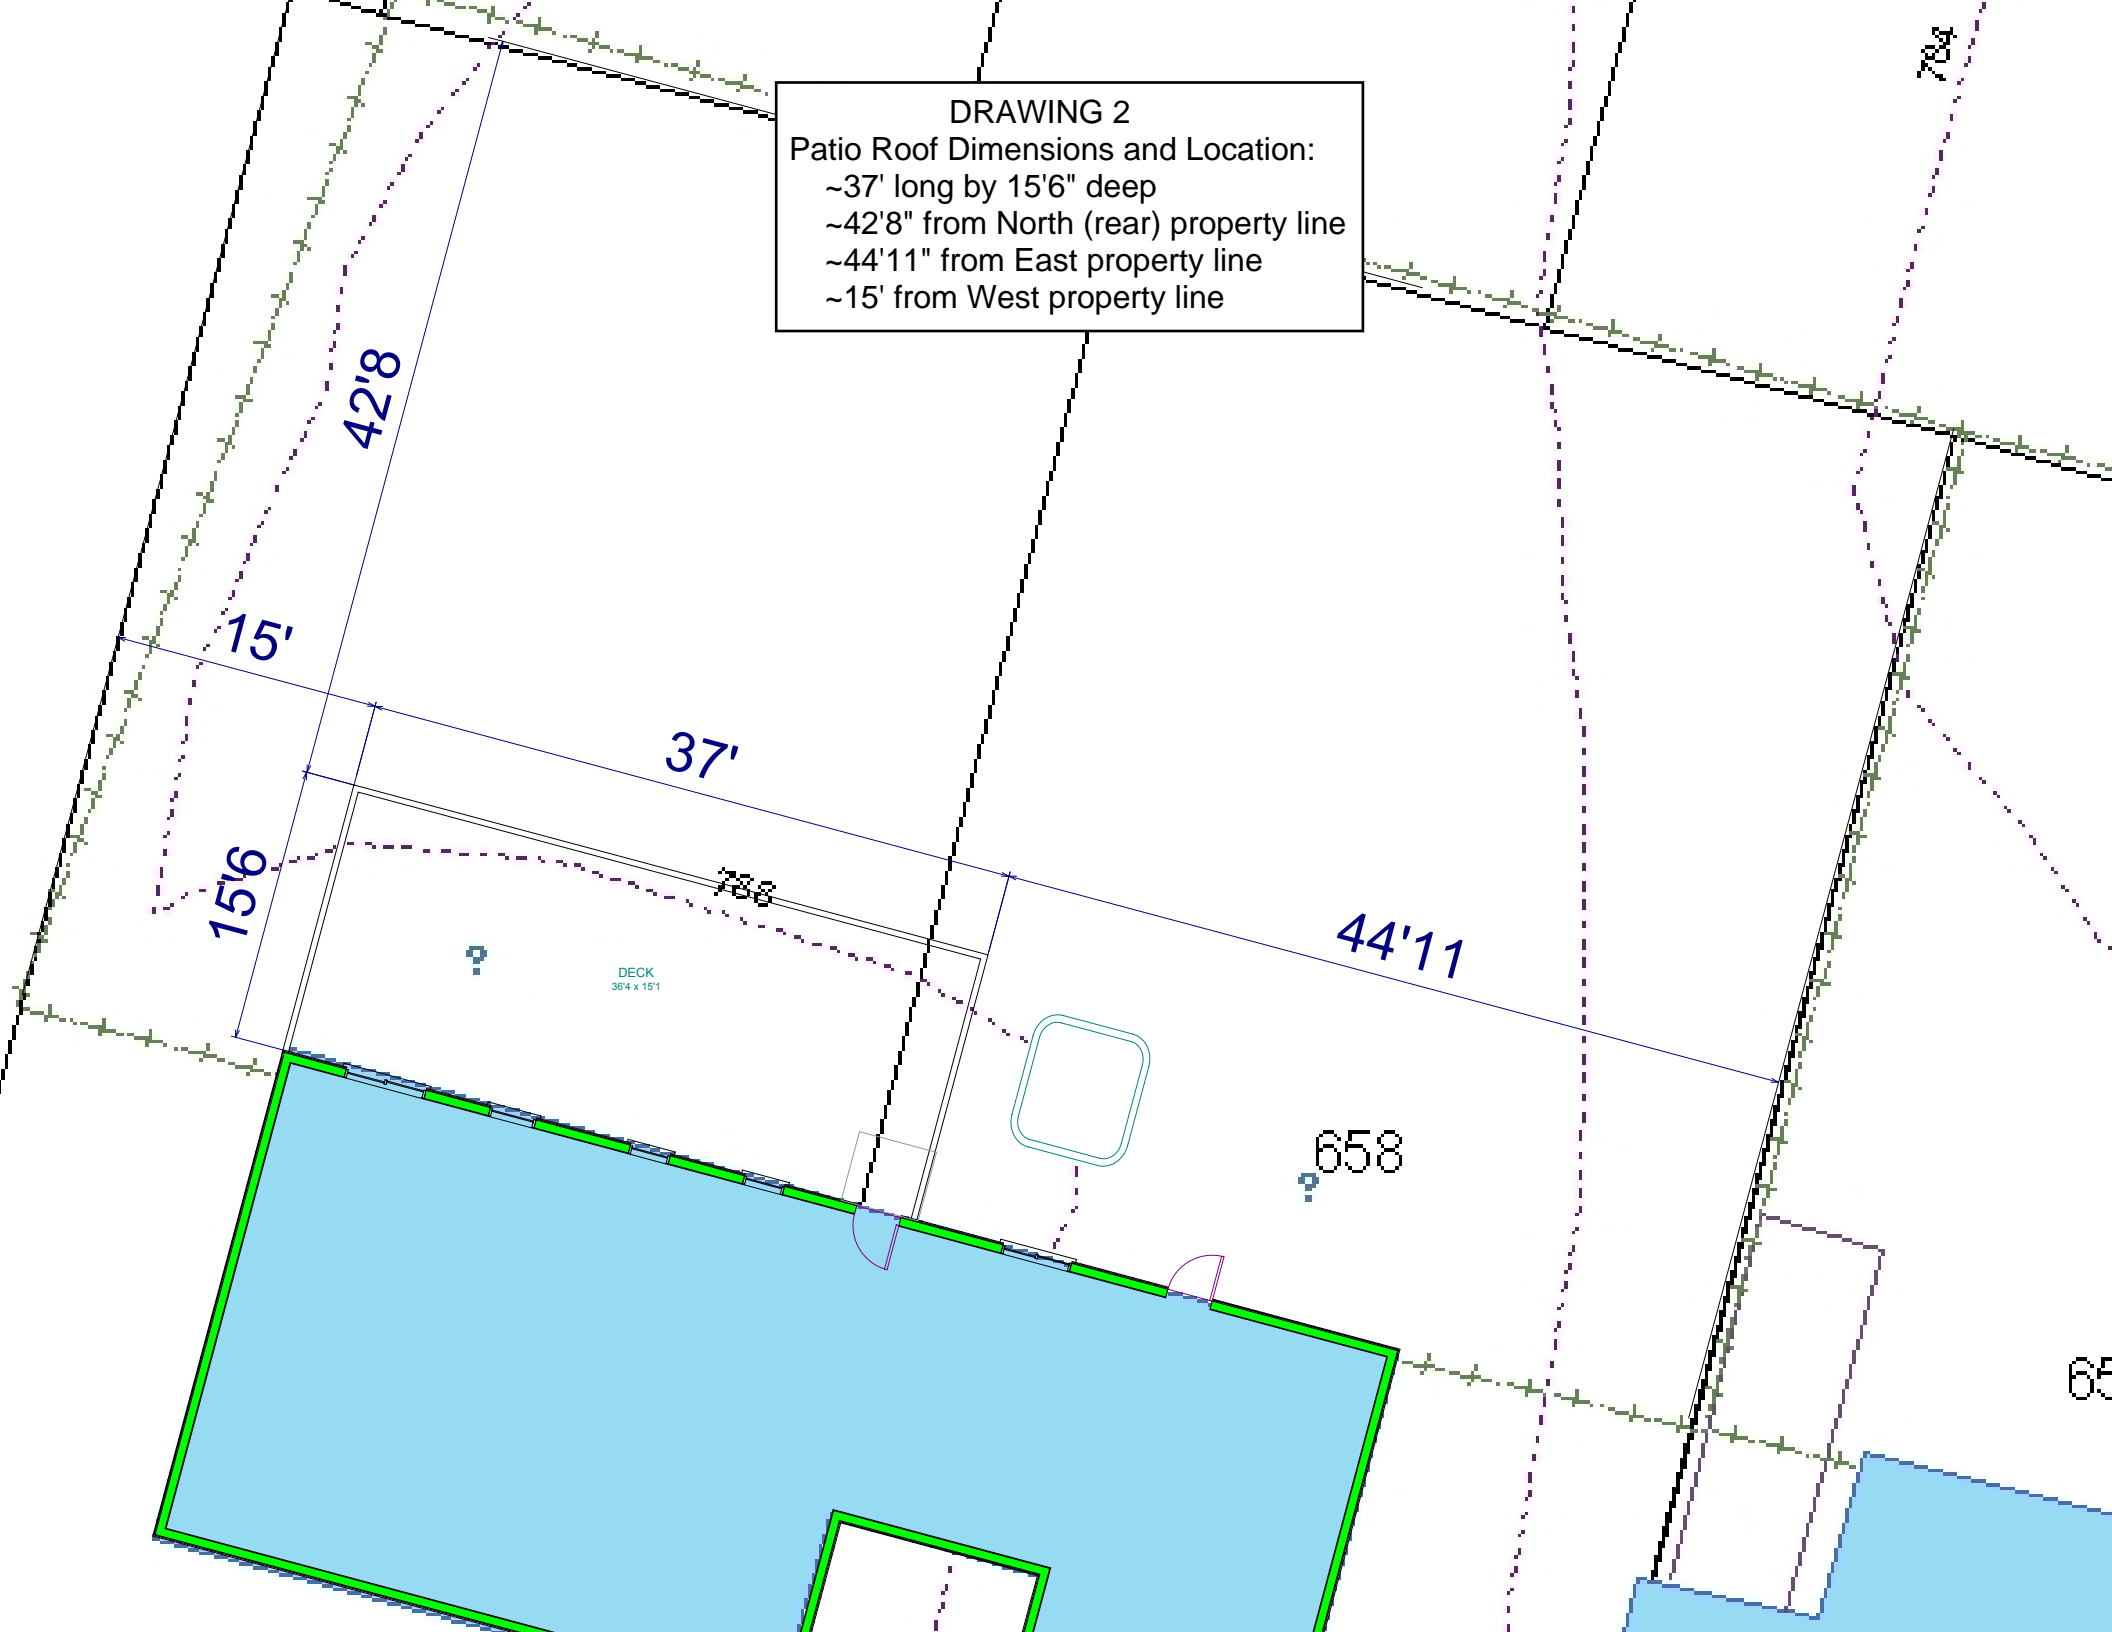 784
DRAWING 2
Patio Roof Dimensions and Location:
~37' long by 15'6" deep
~42'8" from North (rear) property line
~44'11" from East property line
~15' from West property line
42'8
15'
37'
15'6
?
DECK
36'4 x 15'1
44'11
658
?
65